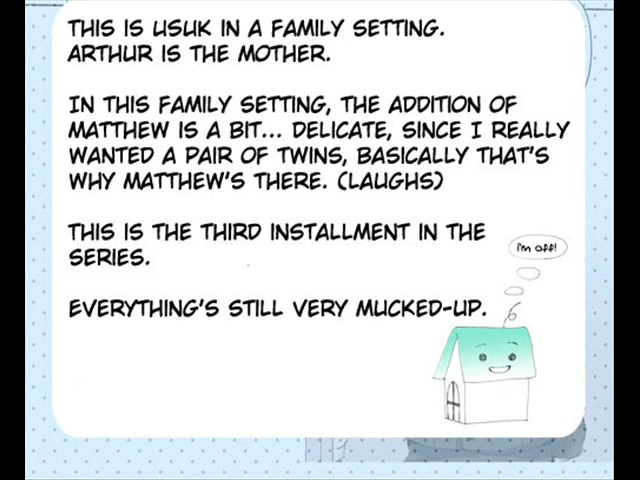 THIS IS USUK IN A FAMILY SETTING.
ARTHUR IS THE MOTHER.
IN THIS FAMILY SETTING, THE ADDITION OF
MATTHEW IS A BIT... DELICATE, SINCE I REALLY
WANTED A PAIR OF TWINS, BASICALLY THAT'S
WHY MATTHEW'S THERE. (LAUGHS)
THIS IS THE THIRD INSTALLMENT IN THE
SERIES.
I'm off!
EVERYTHING'S STILL VERY MUCKED-UP.